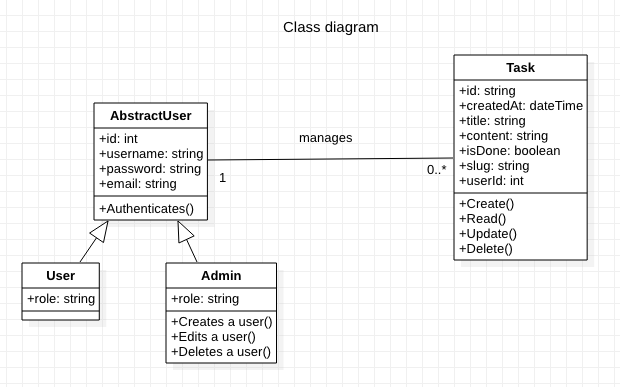 Class diagram
AbstractUser
+id: int
+username: string
+password: string
+email: string
+Authenticates()
manages
1
0..*
Task
+id: string
+createdAt: dateTime
+title: string
+content: string
+isDone: boolean
+slug: string
+userId: int
+Create()
+Read()
+Update()
+Delete()
User
+role: string
Admin
+role: string
+Creates a user()
+Edits a user()
+Deletes a user()